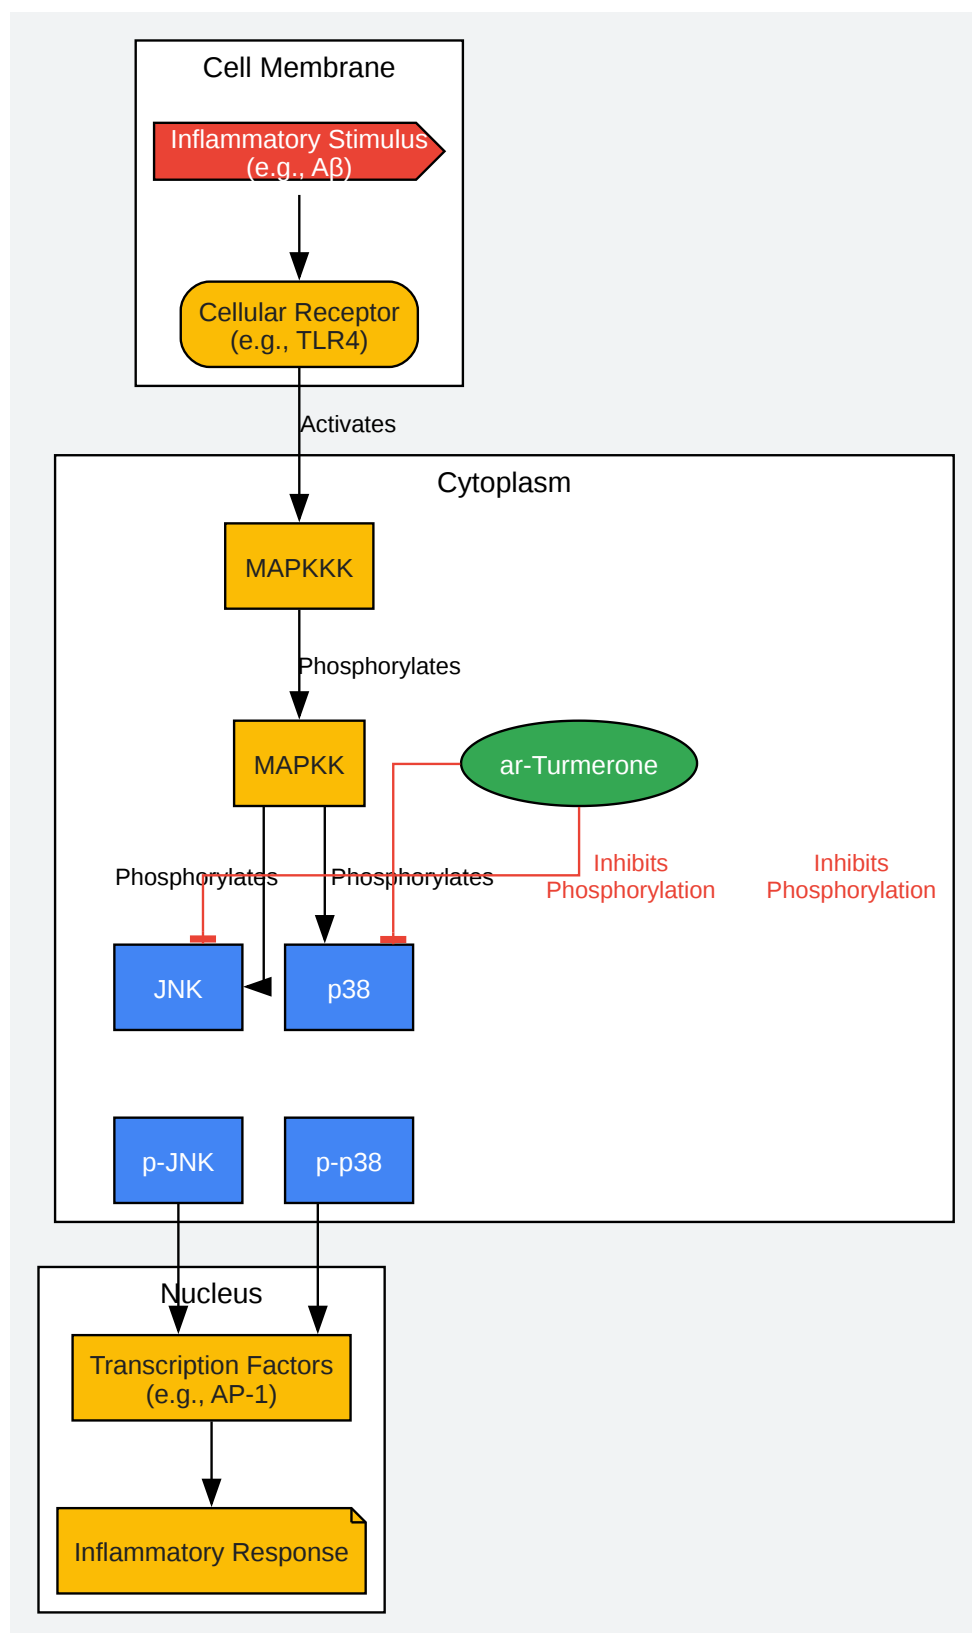 Cell Membrane
Inflammatory Stimulus
(e.g., Aβ)
Cellular Receptor
(e.g., TLR4)
Activates
Cytoplasm
MAPKKK
Phosphorylates
MAPKK
ar-Turmerone
Phosphorylates
Phosphorylates
Inhibits
Phosphorylation
Inhibits
Phosphorylation
JNK
p38
p-JNK
p-p38
Nucleus
Transcription Factors
(e.g., AP-1)
Inflammatory Response